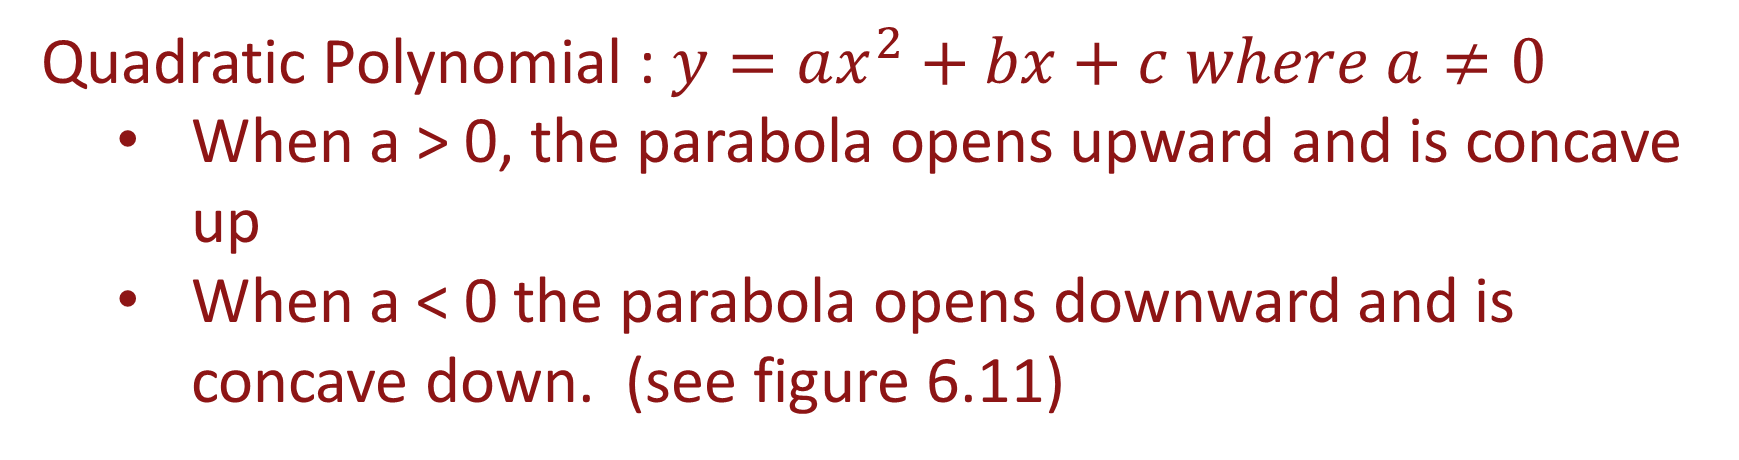 Quadratic Polynomial : y = ax² + bx + c where a ≠ 0
• When a > 0, the parabola opens upward and is concave
up
• When a < 0 the parabola opens downward and is
concave down. (see figure 6.11)